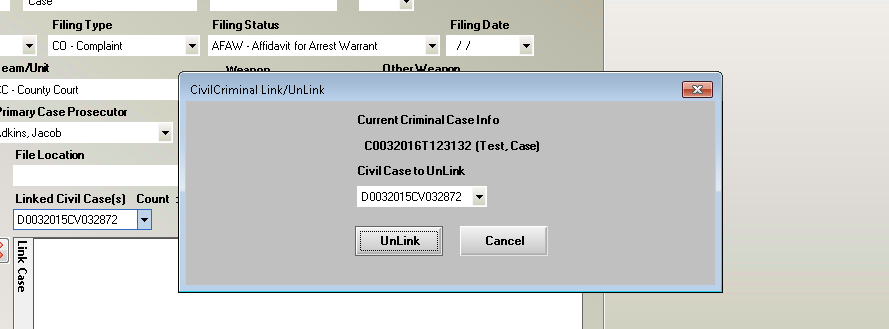 Case
Filing Type Filing Status Filing Date
CO - Complaint AFAW - Affidavit for Arrest Warrant / /
eam/Unit Weapon Other Weapon
CC - County Court
Primary Case Prosecutor
Adkins, Jacob
File Location
Linked Civil Case(s) Count :
D0032015CV032872
Link Case
CivilCriminal Link/UnLink
Current Criminal Case Info
C0032016T123132 (Test, Case)
Civil Case to UnLink
D0032015CV032872
UnLink Cancel